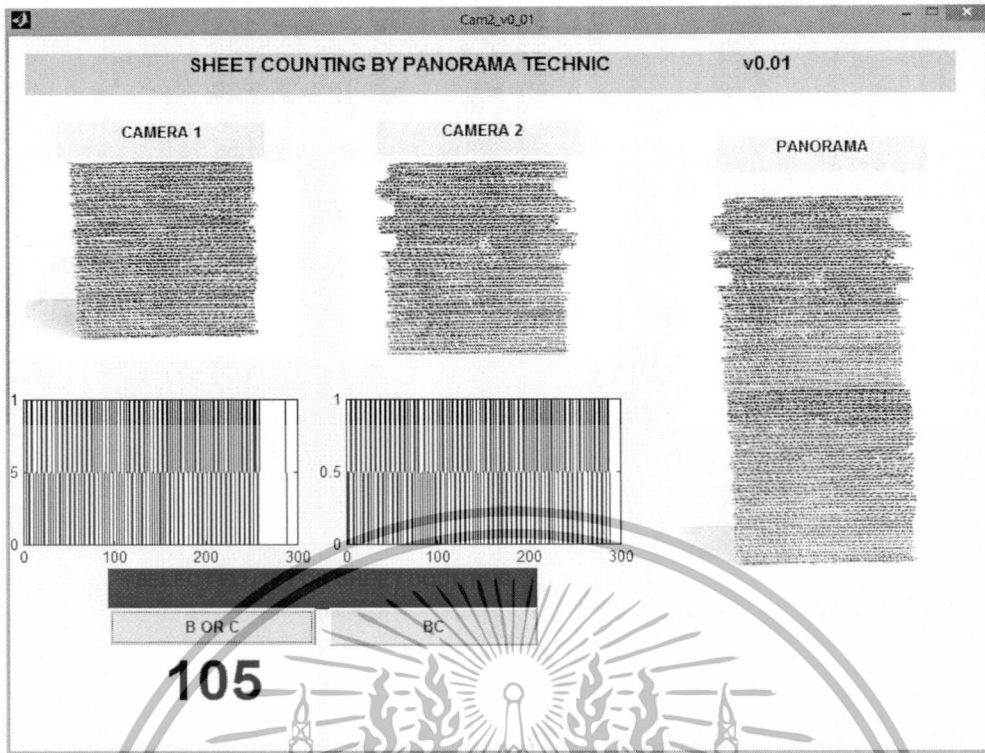 Cam2_v0_01
SHEET COUNTING BY PANORAMA TECHNIC v0.01
CAMERA 1
CAMERA 2
PANORAMA
1
5
0
0 100 200 300
1
0.5
0
0 100 200 300
B OR C
BC
105